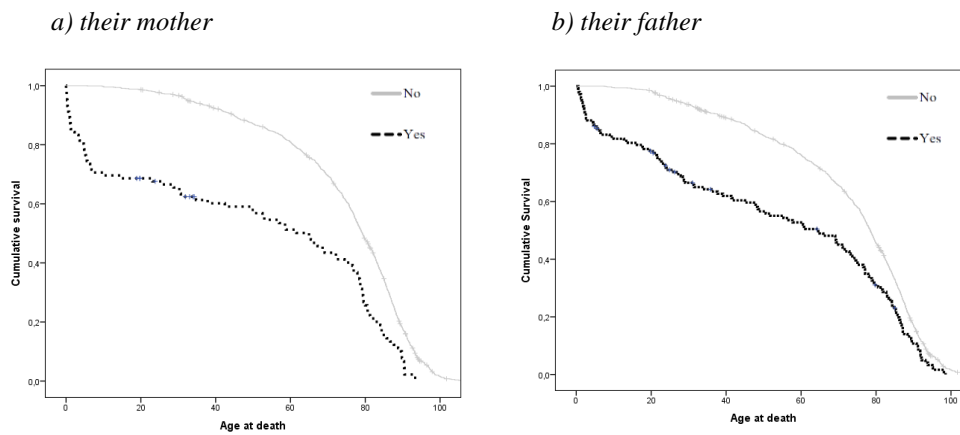 a) their mother
b) their father
Cumulative survival
1,0
0,8
0,6
0,4
0,2
0,0
0
20
40
60
80
100
Age at death
No
Yes
Cumulative Survival
1,0
0,8
0,6
0,4
0,2
0,0
0
20
40
60
80
100
Age at death
No
Yes